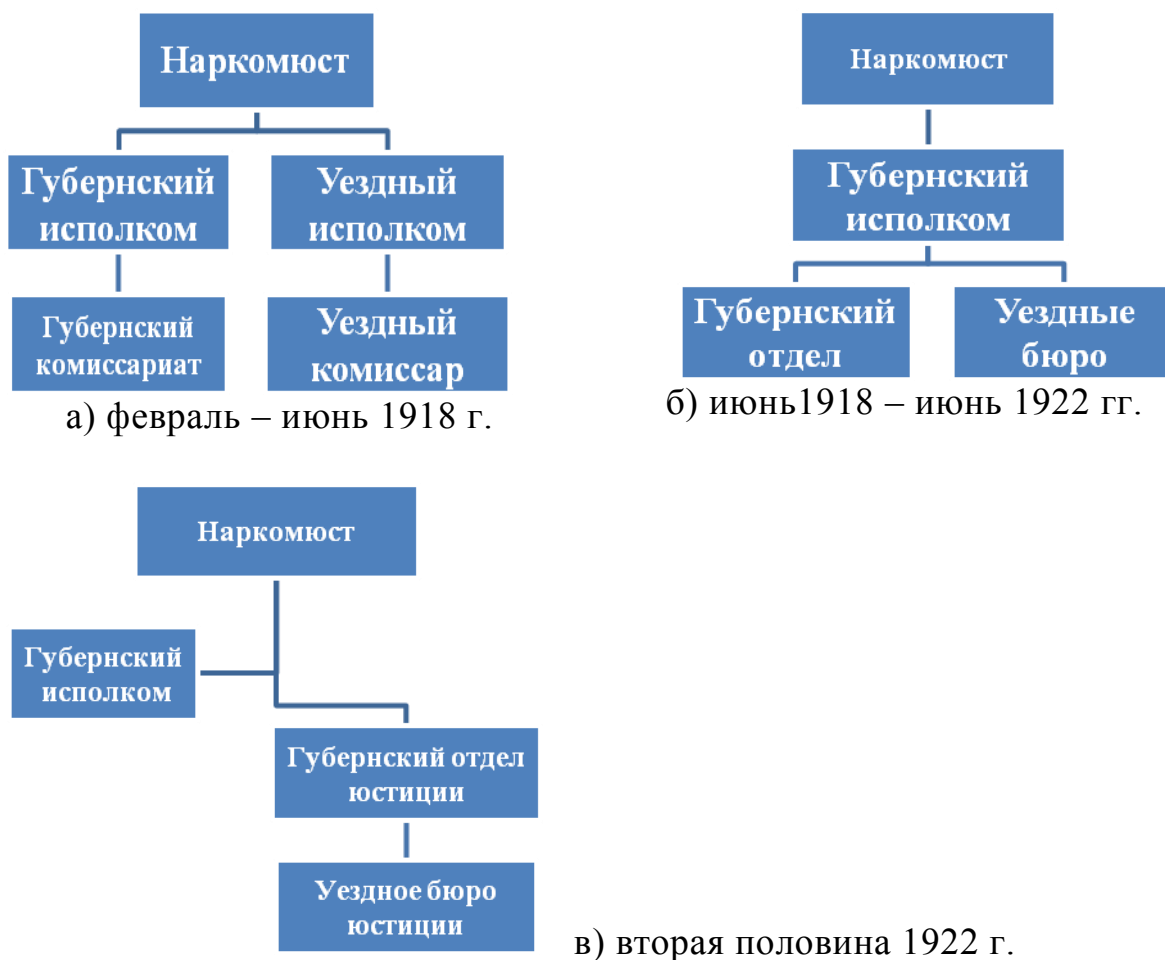 Наркомюст
Губернский
исполком
Уездный
исполком
Губернский
комиссариат
Уездный
комиссар
а) февраль – июнь 1918 г.
Наркомюст
Губернский
исполком
Губернский
отдел
Уездные
бюро
б) июнь1918 – июнь 1922 гг.
Наркомюст
Губернский
исполком
Губернский отдел
юстиции
Уездное бюро
юстиции
в) вторая половина 1922 г.